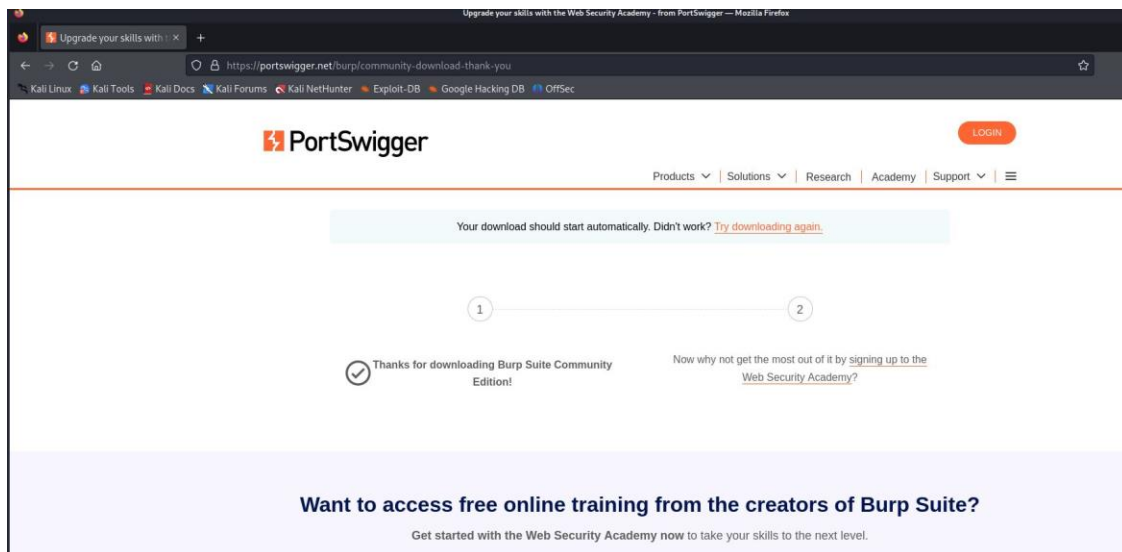 Upgrade your skills with the Web Security Academy - from PortSwigger — Mozilla Firefox
Upgrade your skills with t
https://portswigger.net/burp/community-download-thank-you
Kali Linux Kali Tools Kali Docs Kali Forums Kali NetHunter Exploit-DB Google Hacking DB OffSec
PortSwigger
LOGIN
Products Solutions Research Academy Support
Your download should start automatically. Didn't work? Try downloading again.
1 2
Thanks for downloading Burp Suite Community
Edition!
Now why not get the most out of it by signing up to the
Web Security Academy?
Want to access free online training from the creators of Burp Suite?
Get started with the Web Security Academy now to take your skills to the next level.